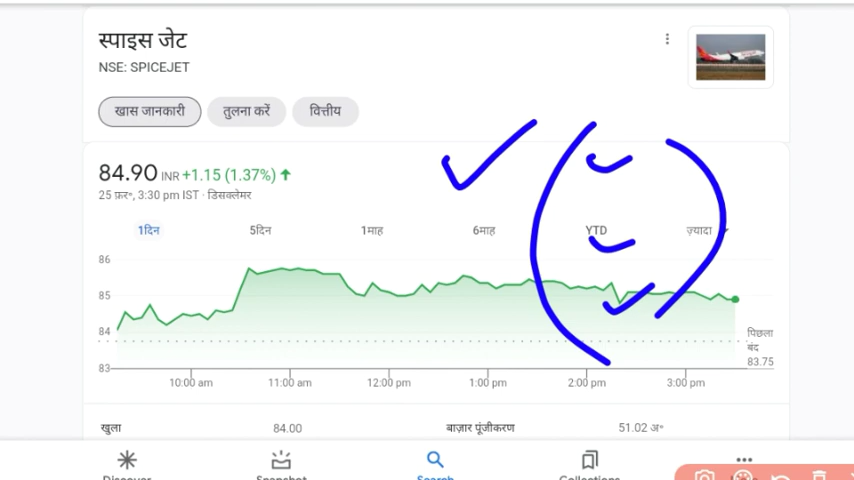 स्पाइस जेट
NSE: SPICEJET
खास जानकारी तुलना करें वित्तीय
84.90 INR +1.15 (1.37%)
25 फ़र॰, 3:30 pm IST · डिसक्लेमर
1दिन 5दिन 1माह 6माह YTD ज़्यादा
86
85
84
83
पिछला
बंद
83.75
10:00 am 11:00 am 12:00 pm 1:00 pm 2:00 pm 3:00 pm
खुला 84.00 बाज़ार पूंजीकरण 51.02 अ॰
Discover Snapshot Search Collections